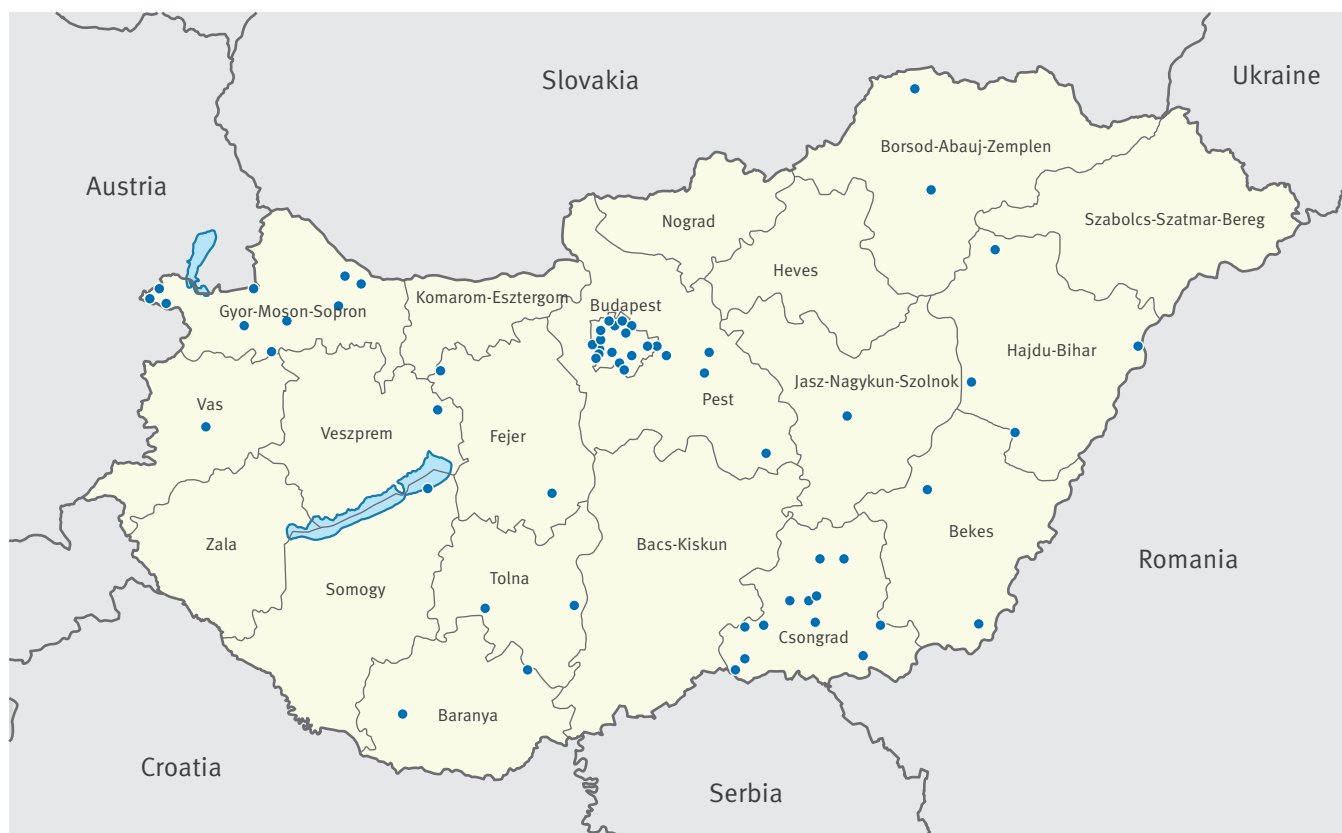 Slovakia
Ukraine
Austria
Borsod-Abauj-Zemplen
Szabolcs-Szatmar-Bereg
Nograd
Heves
Komarom-Esztergom
Budapest
Gyor-Moson-Sopron
Hajdu-Bihar
Jasz-Nagykun-Szolnok
Pest
Vas
Veszprem
Fejer
Zala
Bacs-Kiskun
Bekes
Romania
Tolna
Somogy
Csongrad
Baranya
Croatia
Serbia